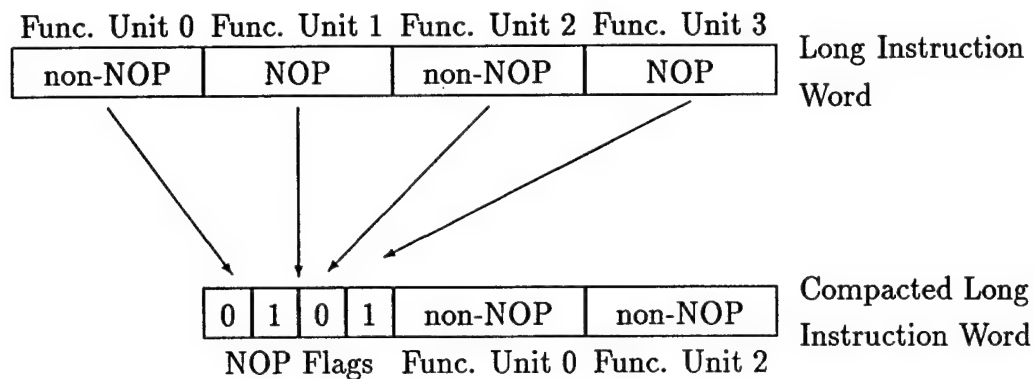 Func. Unit 0 Func. Unit 1 Func. Unit 2 Func. Unit 3
non-NOP NOP non-NOP NOP
Long Instruction
Word
0 1 0 1 non-NOP non-NOP
NOP Flags Func. Unit 0 Func. Unit 2
Compacted Long
Instruction Word